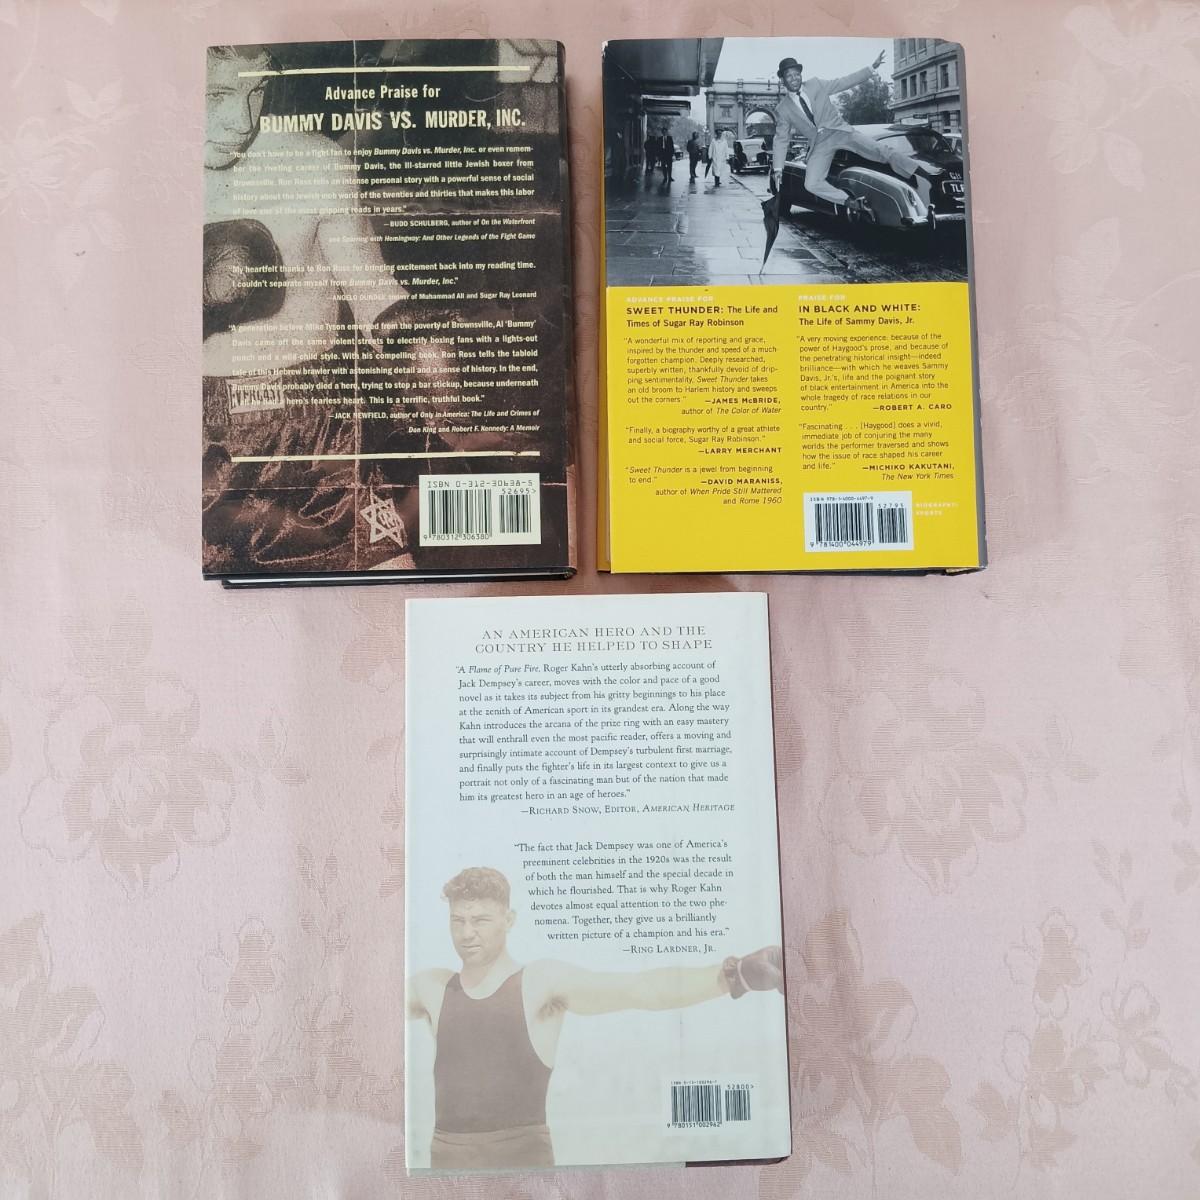 Advance Praise for
BUMMY DAVIS VS. MURDER, INC.
"You don't have to be a fight fan to enjoy Bummy Davis vs. Murder, Inc. or even remem-
ber the riveting career of Bummy Davis, the ill-starred little Jewish boxer from
Brownsville. Ron Ross tells an intense personal story with a powerful sense of social
history about the Jewish mob world of the twenties and thirties that makes this labor
of love one of the most gripping reads in years."
—BUDD SCHULBERG, author of On the Waterfront
and Sparring with Hemingway: And Other Legends of the Fight Game
"My heartfelt thanks to Ron Ross for bringing excitement back into my reading time.
I couldn't separate myself from Bummy Davis vs. Murder, Inc."
—ANGELO DUNDEE, trainer of Muhammad Ali and Sugar Ray Leonard
"A generation before Mike Tyson emerged from the poverty of Brownsville, Al 'Bummy'
Davis came off the same violent streets to electrify boxing fans with a lights-out
punch and a wild-child style. With his compelling book, Ron Ross tells the tabloid
tale of this Hebrew brawler with astonishing detail and a sense of history. In the end,
Bummy Davis probably died a hero, trying to stop a bar stickup, because underneath
it all he had a hero's fearless heart. This is a terrific, truthful book."
—JACK NEWFIELD, author of Only in America: The Life and Crimes of
Don King and Robert F. Kennedy: A Memoir
ISBN 0-312-30638-5
52695>
9 780312 306380
ADVANCE PRAISE FOR
SWEET THUNDER: The Life and
Times of Sugar Ray Robinson
"A wonderful mix of reporting and grace,
inspired by the thunder and speed of a much-
forgotten champion. Deeply researched,
superbly written, thankfully devoid of drip-
ping sentimentality, Sweet Thunder takes
an old broom to Harlem history and sweeps
out the corners." —JAMES McBRIDE,
author of The Color of Water
"Finally, a biography worthy of a great athlete
and social force, Sugar Ray Robinson."
—LARRY MERCHANT
"Sweet Thunder is a jewel from beginning
to end." —DAVID MARANISS,
author of When Pride Still Mattered
and Rome 1960
PRAISE FOR
IN BLACK AND WHITE:
The Life of Sammy Davis, Jr.
"A very moving experience: because of the
power of Haygood's prose, and because of
the penetrating historical insight—indeed
brilliance—with which he weaves Sammy
Davis, Jr.'s, life and the poignant story
of black entertainment in America into the
whole tragedy of race relations in our
country." —ROBERT A. CARO
"Fascinating . . . [Haygood] does a vivid,
immediate job of conjuring the many
worlds the performer traversed and shows
how the issue of race shaped his career
and life." —MICHIKO KAKUTANI,
The New York Times
ISBN 978-1-4000-4497-9
52795
9 781400 044979
BIOGRAPHY/
SPORTS
AN AMERICAN HERO AND THE
COUNTRY HE HELPED TO SHAPE
"A Flame of Pure Fire, Roger Kahn's utterly absorbing account of
Jack Dempsey's career, moves with the color and pace of a good
novel as it takes its subject from his gritty beginnings to his place
at the zenith of American sport in its grandest era. Along the way
Kahn introduces the arcana of the prize ring with an easy mastery
that will enthrall even the most pacific reader, offers a moving and
surprisingly intimate account of Dempsey's turbulent first marriage,
and finally puts the fighter's life in its largest context to give us a
portrait not only of a fascinating man but of the nation that made
him its greatest hero in an age of heroes."
—RICHARD SNOW, EDITOR, AMERICAN HERITAGE
"The fact that Jack Dempsey was one of America's
preeminent celebrities in the 1920s was the result
of both the man himself and the special decade in
which he flourished. That is why Roger Kahn
devotes almost equal attention to the two phe-
nomena. Together, they give us a brilliantly
written picture of a champion and his era."
—RING LARDNER, JR.
ISBN 0-15-100296-7
52800>
9 780151 002962